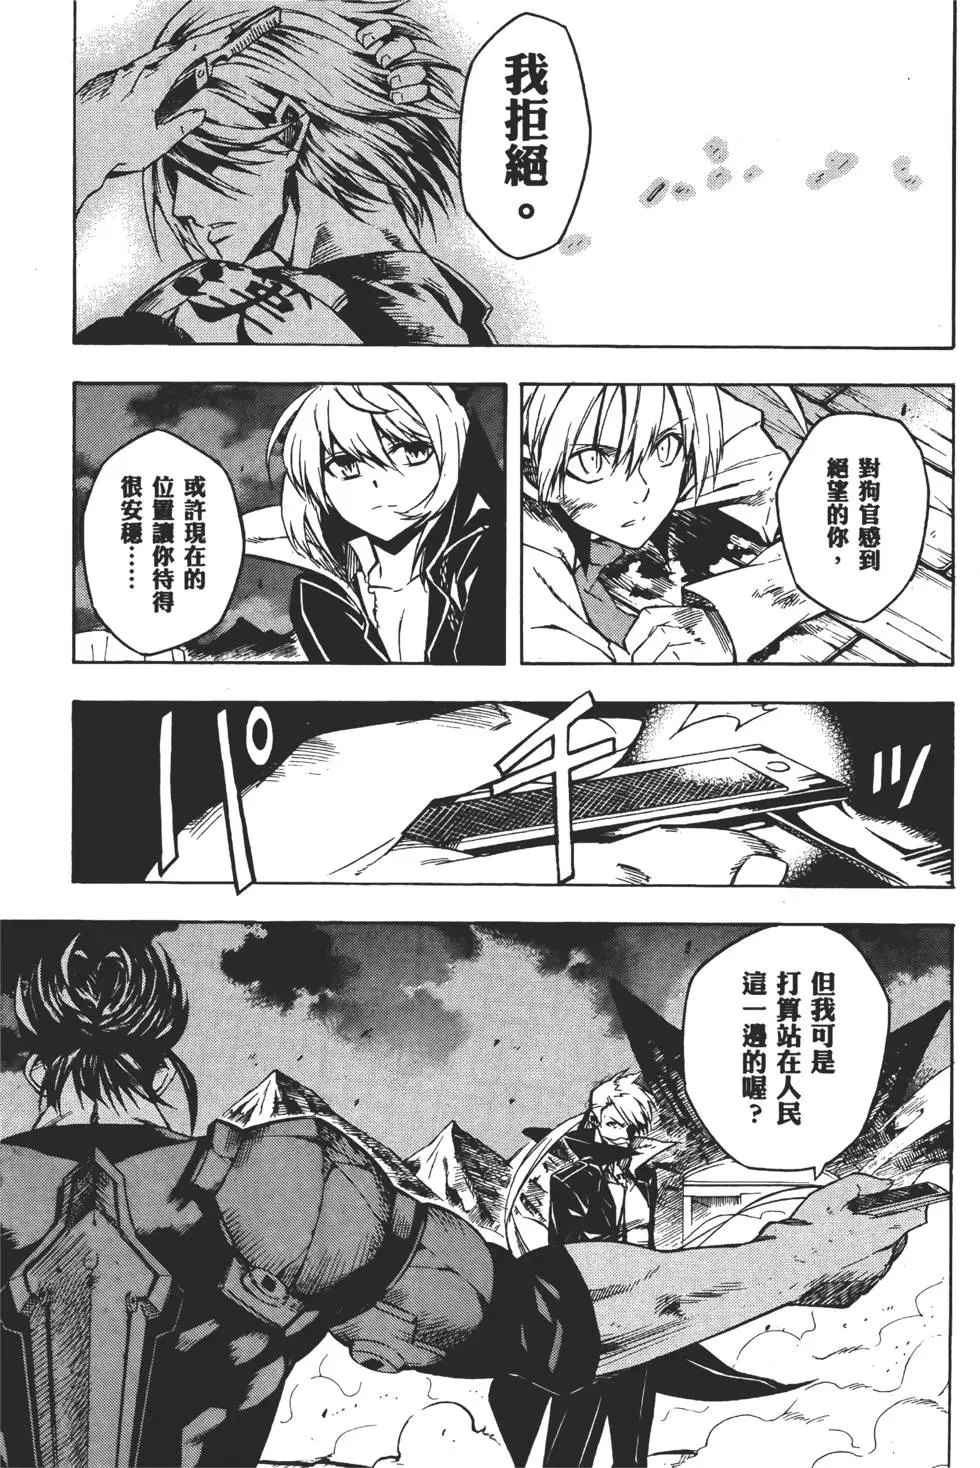 我拒絕。
對狗官感到
絕望的你，
或許現在的
位置讓你待得
很安穩……
パチッ
但我可是
打算站在人民
這一邊的喔？